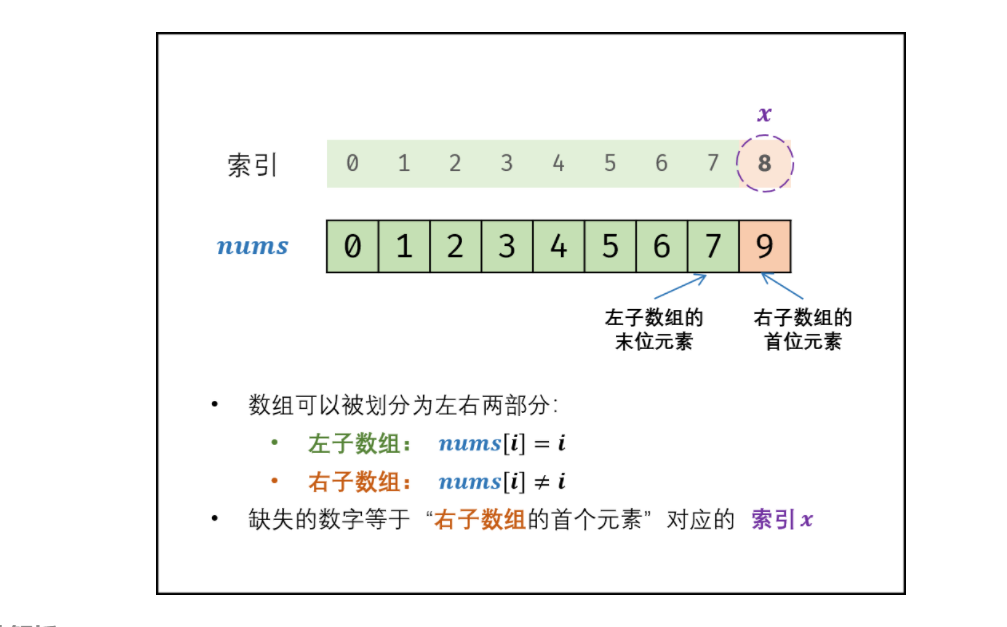 x
索引 0 1 2 3 4 5 6 7 8
nums 0 1 2 3 4 5 6 7 9
左子数组的 右子数组的
末位元素 首位元素
• 数组可以被划分为左右两部分：
• 左子数组： nums[i] = i
• 右子数组： nums[i] ≠ i
• 缺失的数字等于 “右子数组的首个元素” 对应的 索引 x